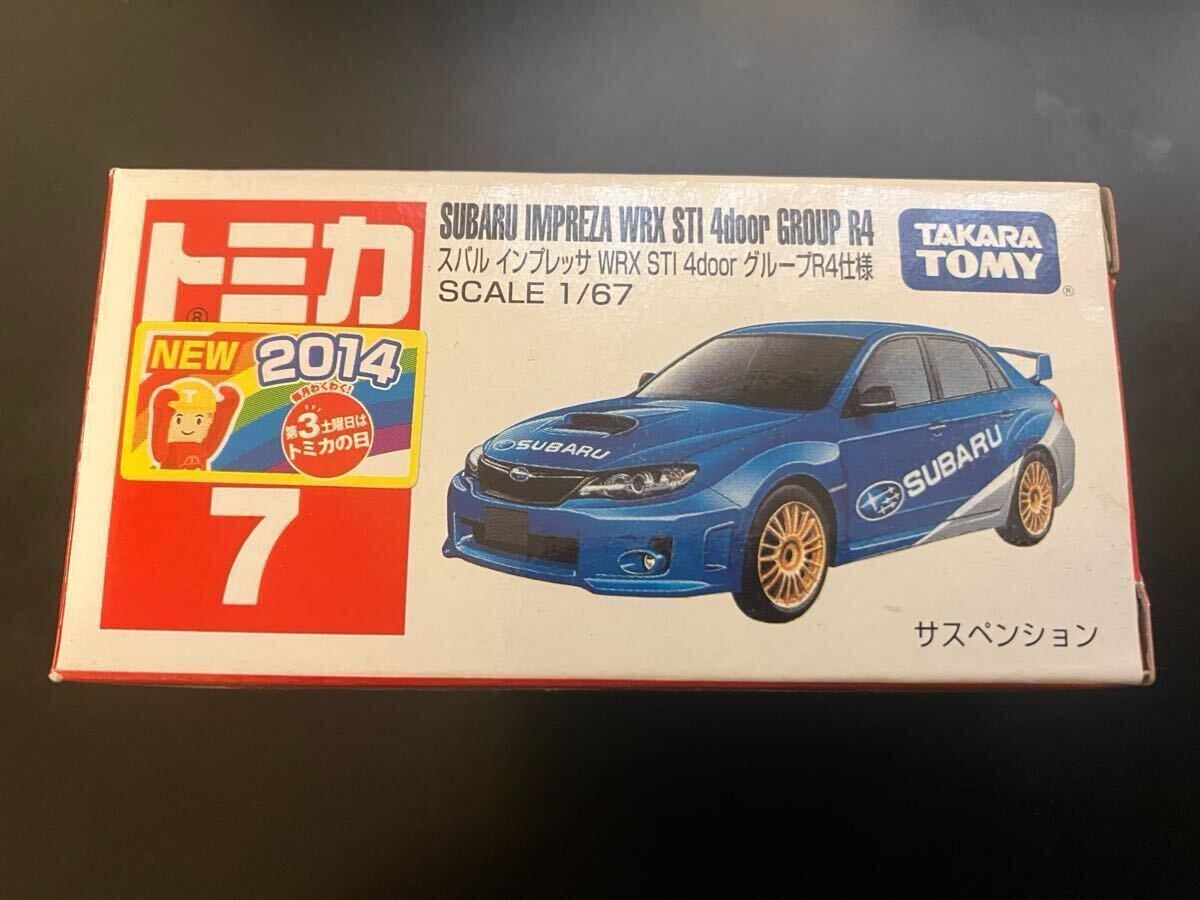 トミカ
®
NEW
2014
毎月わくわく!
第3土曜日は
トミカの日
7
SUBARU IMPREZA WRX STI 4door GROUP R4
スバル インプレッサ WRX STI 4door グループR4仕様
SCALE 1/67
TAKARA
TOMY
®
SUBARU
SUBARU
サスペンション
T